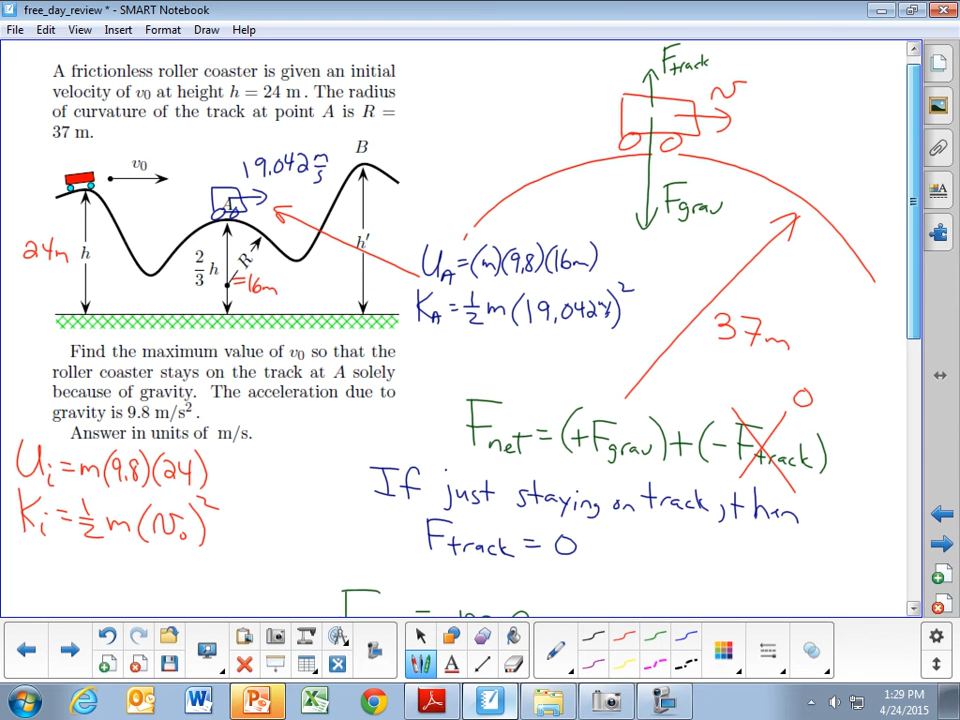 free_day_review * - SMART Notebook
File Edit View Insert Format Draw Help
A frictionless roller coaster is given an initial
velocity of v0 at height h = 24 m . The radius
of curvature of the track at point A is R =
37 m.
v0
19.042 m/s
A
B
24m
h
2/3 h
R
=16m
h′
Find the maximum value of v0 so that the
roller coaster stays on the track at A solely
because of gravity. The acceleration due to
gravity is 9.8 m/s² .
Answer in units of m/s.
Ui = m(9.8)(24)
Ki = 1/2 m (v0)²
Ftrack
v
Fgrav
UA = (m)(9.8)(16m)
KA = 1/2 m (19.042 m/s)²
37m
Fnet = (+Fgrav) + (-Ftrack)
0
If just staying on track, then
Ftrack = 0
1:29 PM
4/24/2015